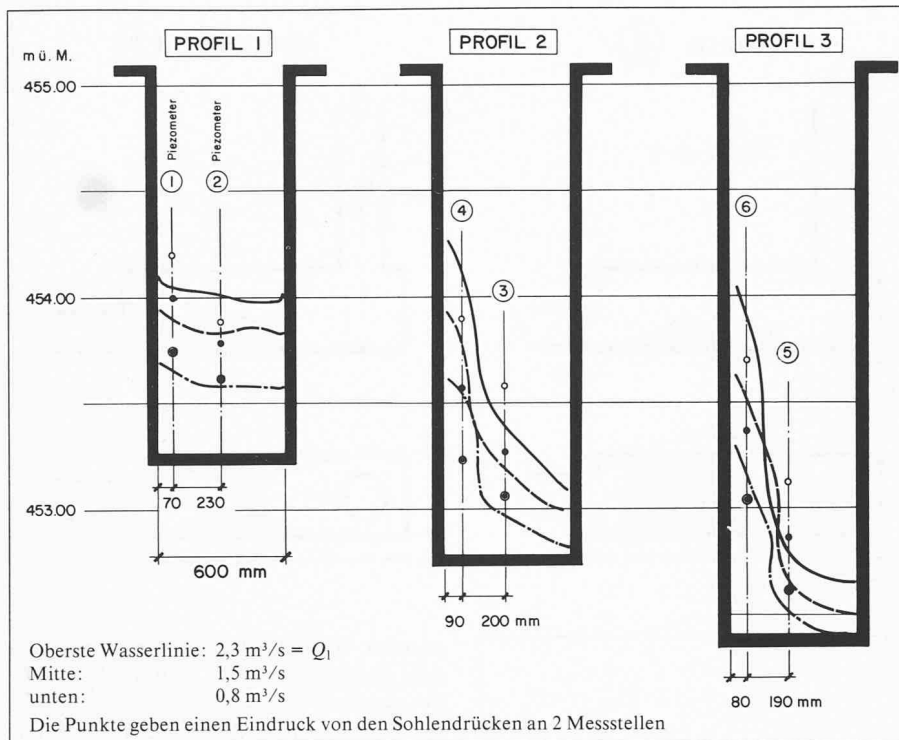 PROFIL 1
PROFIL 2
PROFIL 3
m ü. M.
455.00
Piezometer
Piezometer
1
2
4
6
454.00
3
5
453.00
70 230
600 mm
90 200 mm
80 190 mm
Oberste Wasserlinie: 2,3 m³/s = Q₁
Mitte: 1,5 m³/s
unten: 0,8 m³/s
Die Punkte geben einen Eindruck von den Sohlendrücken an 2 Messstellen